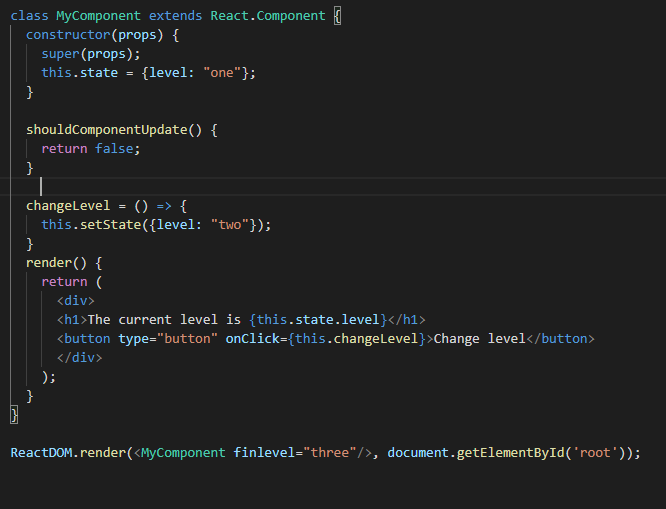 class MyComponent extends React.Component {
constructor(props) {
super(props);
this.state = {level: "one"};
}
shouldComponentUpdate() {
return false;
}
changeLevel = () => {
this.setState({level: "two"});
}
render() {
return (
<div>
<h1>The current level is {this.state.level}</h1>
<button type="button" onClick={this.changeLevel}>Change level</button>
</div>
);
}
}
ReactDOM.render(<MyComponent finlevel="three"/>, document.getElementById('root'));